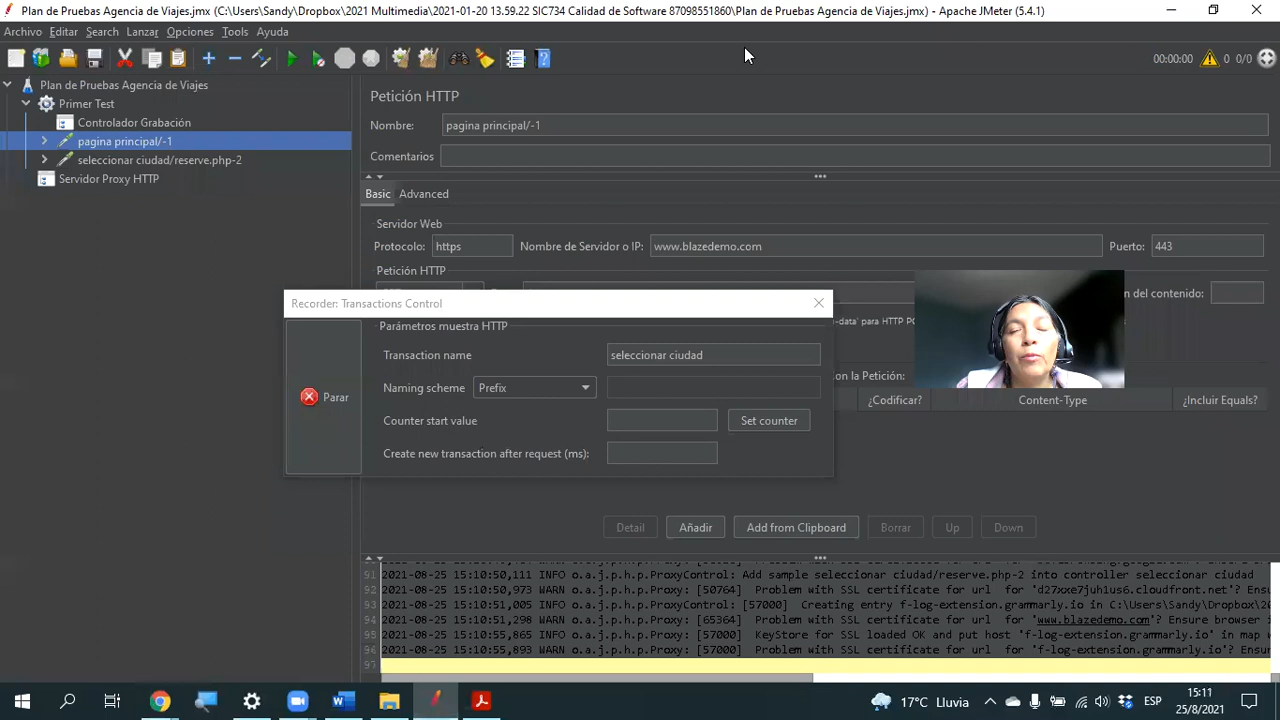 Plan de Pruebas Agencia de Viajes.jmx (C:\Users\Sandy\Dropbox\2021 Multimedia\2021-01-20 13.59.22 SIC734 Calidad de Software 87098551860\Plan de Pruebas Agencia de Viajes.jmx) - Apache JMeter (5.4.1)
Archivo Editar Search Lanzar Opciones Tools Ayuda
00:00:00 0 0/0
Plan de Pruebas Agencia de Viajes
Primer Test
Controlador Grabación
pagina principal/-1
seleccionar ciudad/reserve.php-2
Servidor Proxy HTTP
Petición HTTP
Nombre: pagina principal/-1
Comentarios
Basic Advanced
Servidor Web
Protocolo: https Nombre de Servidor o IP: www.blazedemo.com Puerto: 443
Petición HTTP
n del contenido:
Recorder: Transactions Control
Parar
Parámetros muestra HTTP
Transaction name seleccionar ciudad
Naming scheme Prefix
Counter start value Set counter
Create new transaction after request (ms):
-data' para HTTP PO
on la Petición:
¿Codificar? Content-Type ¿Incluir Equals?
Detail Añadir Add from Clipboard Borrar Up Down
91 2021-08-25 15:10:50,111 INFO o.a.j.p.h.p.ProxyControl: Add sample seleccionar ciudad/reserve.php-2 into controller seleccionar ciudad
92 2021-08-25 15:10:50,973 WARN o.a.j.p.h.p.Proxy: [50764] Problem with SSL certificate for url for 'd27xxe7juh1us6.cloudfront.net'? Ensur
93 2021-08-25 15:10:51,005 INFO o.a.j.p.h.p.ProxyControl: [57000] Creating entry f-log-extension.grammarly.io in C:\Users\Sandy\Dropbox\20
94 2021-08-25 15:10:51,298 WARN o.a.j.p.h.p.Proxy: [65364] Problem with SSL certificate for url for 'www.blazedemo.com'? Ensure browser i
95 2021-08-25 15:10:55,865 INFO o.a.j.p.h.p.Proxy: [57000] KeyStore for SSL loaded OK and put host 'f-log-extension.grammarly.io' in map w
96 2021-08-25 15:10:55,893 WARN o.a.j.p.h.p.Proxy: [57000] Problem with SSL certificate for url for 'f-log-extension.grammarly.io'? Ensure
97
17°C Lluvia ESP 15:11
25/8/2021